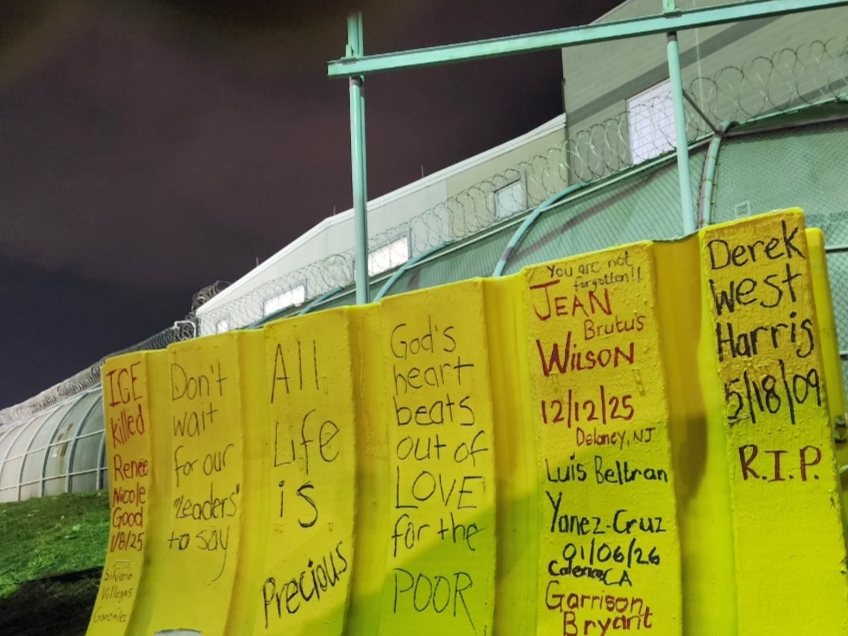 ICE
killed
Renee
Nicole
Good
1/8/25
Silverio
Villegas
González
Don't
wait
for our
"leaders"
to say
All
Life
is
Precious
God's
heart
beats
out of
LOVE
for the
POOR
You are not
forgotten!!
JEAN
Brutus
WILSON
12/12/25
Delaney, NJ
Luis Beltran
Yanez-Cruz
01/06/26
CA
Garrison
Bryant
Derek
West
Harris
5/18/09
R.I.P.